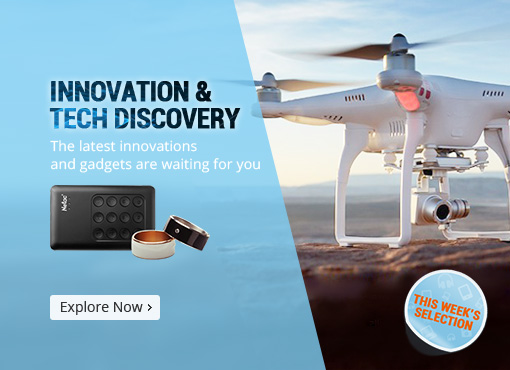 INNOVATION &
TECH DISCOVERY
The latest innovations
and gadgets are waiting for you
Netac
Explore Now ›
THIS WEEK'S
SELECTION